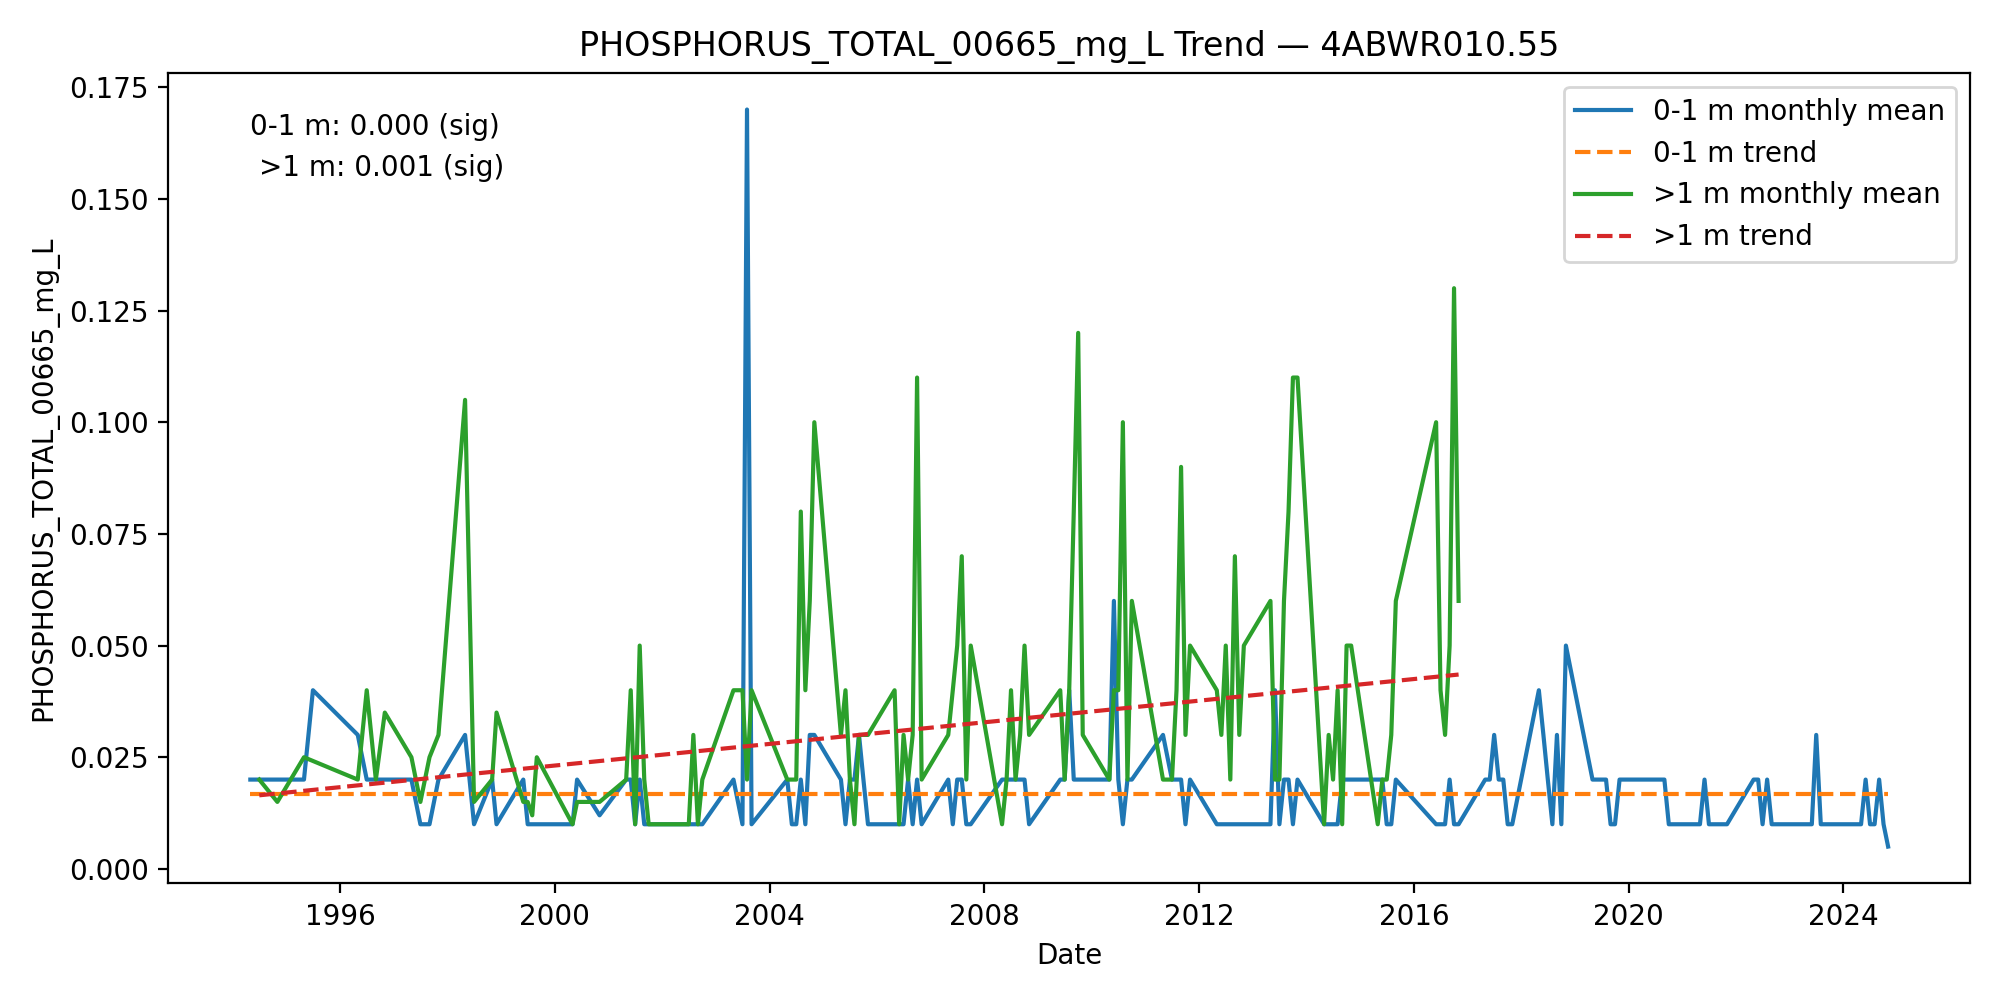 PHOSPHORUS_TOTAL_00665_mg_L Trend — 4ABWR010.55
0-1 m: 0.000 (sig)
>1 m: 0.001 (sig)
0-1 m monthly mean
0-1 m trend
>1 m monthly mean
>1 m trend
PHOSPHORUS_TOTAL_00665_mg_L
0.175
0.150
0.125
0.100
0.075
0.050
0.025
0.000
1996 2000 2004 2008 2012 2016 2020 2024
Date